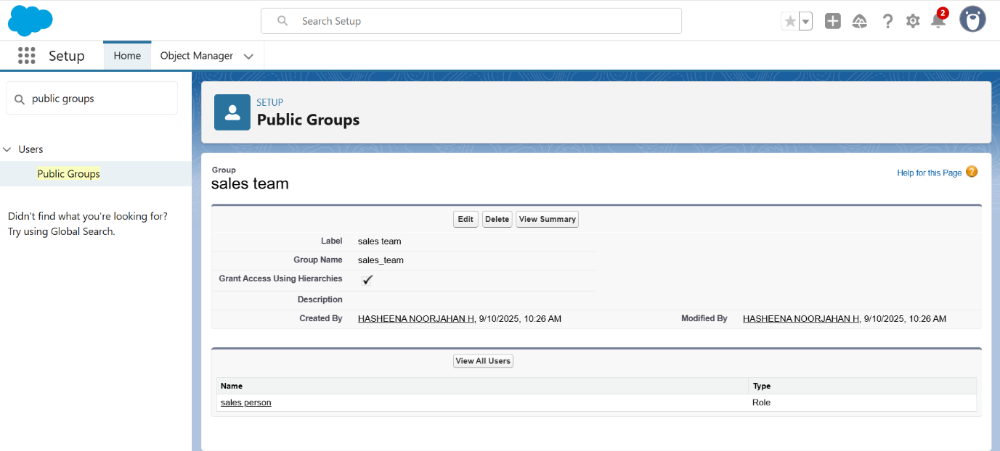 Search Setup
2
Setup
Home
Object Manager
public groups
Users
Public Groups
Didn't find what you're looking for?
Try using Global Search.
SETUP
Public Groups
Group
sales team
Help for this Page ?
Edit Delete View Summary
Label sales team
Group Name sales_team
Grant Access Using Hierarchies
Description
Created By HASHEENA NOORJAHAN H, 9/10/2025, 10:26 AM Modified By HASHEENA NOORJAHAN H, 9/10/2025, 10:26 AM
View All Users
Name Type
sales person Role